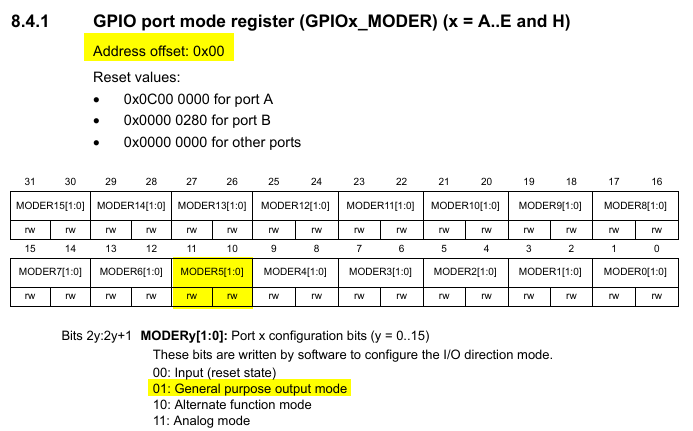 8.4.1 GPIO port mode register (GPIOx_MODER) (x = A..E and H)
Address offset: 0x00
Reset values:
• 0x0C00 0000 for port A
• 0x0000 0280 for port B
• 0x0000 0000 for other ports
31 30 29 28 27 26 25 24 23 22 21 20 19 18 17 16
MODER15[1:0] MODER14[1:0] MODER13[1:0] MODER12[1:0] MODER11[1:0] MODER10[1:0] MODER9[1:0] MODER8[1:0]
rw rw rw rw rw rw rw rw rw rw rw rw rw rw rw rw
15 14 13 12 11 10 9 8 7 6 5 4 3 2 1 0
MODER7[1:0] MODER6[1:0] MODER5[1:0] MODER4[1:0] MODER3[1:0] MODER2[1:0] MODER1[1:0] MODER0[1:0]
rw rw rw rw rw rw rw rw rw rw rw rw rw rw rw rw
Bits 2y:2y+1 MODERy[1:0]: Port x configuration bits (y = 0..15)
These bits are written by software to configure the I/O direction mode.
00: Input (reset state)
01: General purpose output mode
10: Alternate function mode
11: Analog mode